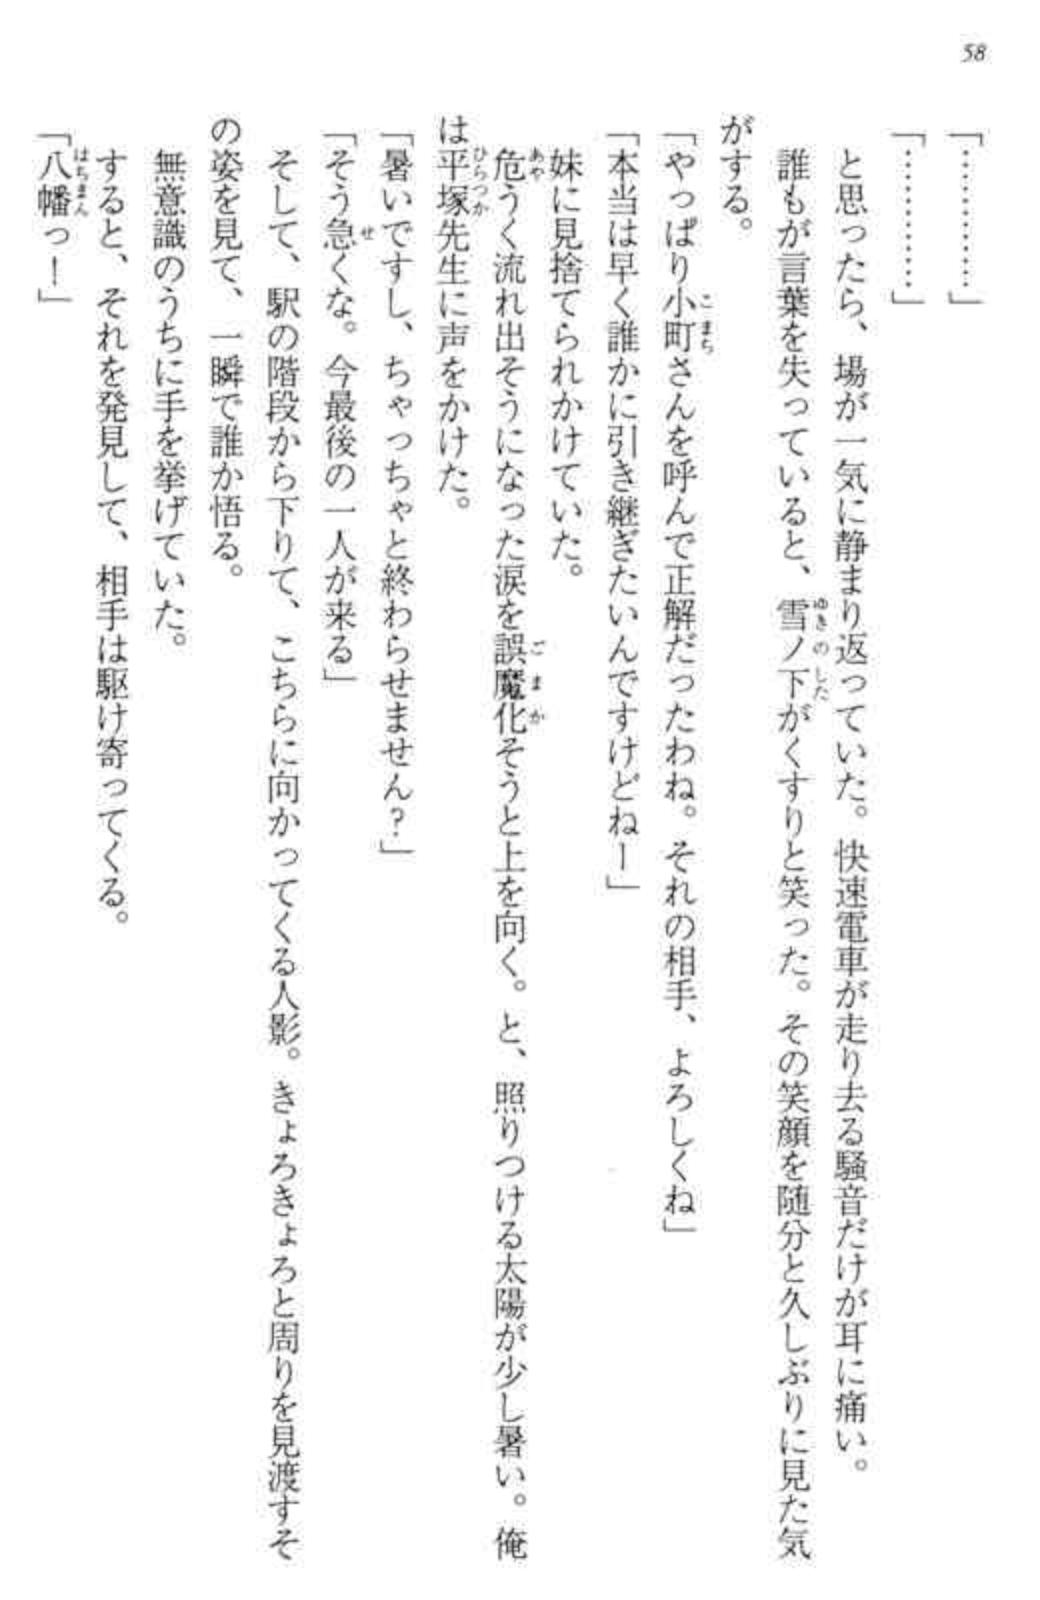 58
「…………」
「…………」
　と思ったら、場が一気に静まり返っていた。快速電車が走り去る騒音だけが耳に痛い。
　誰もが言葉を失っていると、雪ノ下がくすりと笑った。その笑顔を随分と久しぶりに見た気
がする。
「やっぱり小町さんを呼んで正解だったわね。それの相手、よろしくね」
「本当は早く誰かに引き継ぎたいんですけどねー」
　妹に見捨てられかけていた。
　危うく流れ出そうになった涙を誤魔化そうと上を向く。と、照りつける太陽が少し暑い。俺
は平塚先生に声をかけた。
「暑いですし、ちゃっちゃと終わらせません？」
「そう急くな。今最後の一人が来る」
　そして、駅の階段から下りて、こちらに向かってくる人影。きょろきょろと周りを見渡すそ
の姿を見て、一瞬で誰か悟る。
　無意識のうちに手を挙げていた。
　すると、それを発見して、相手は駆け寄ってくる。
「八幡っ！」